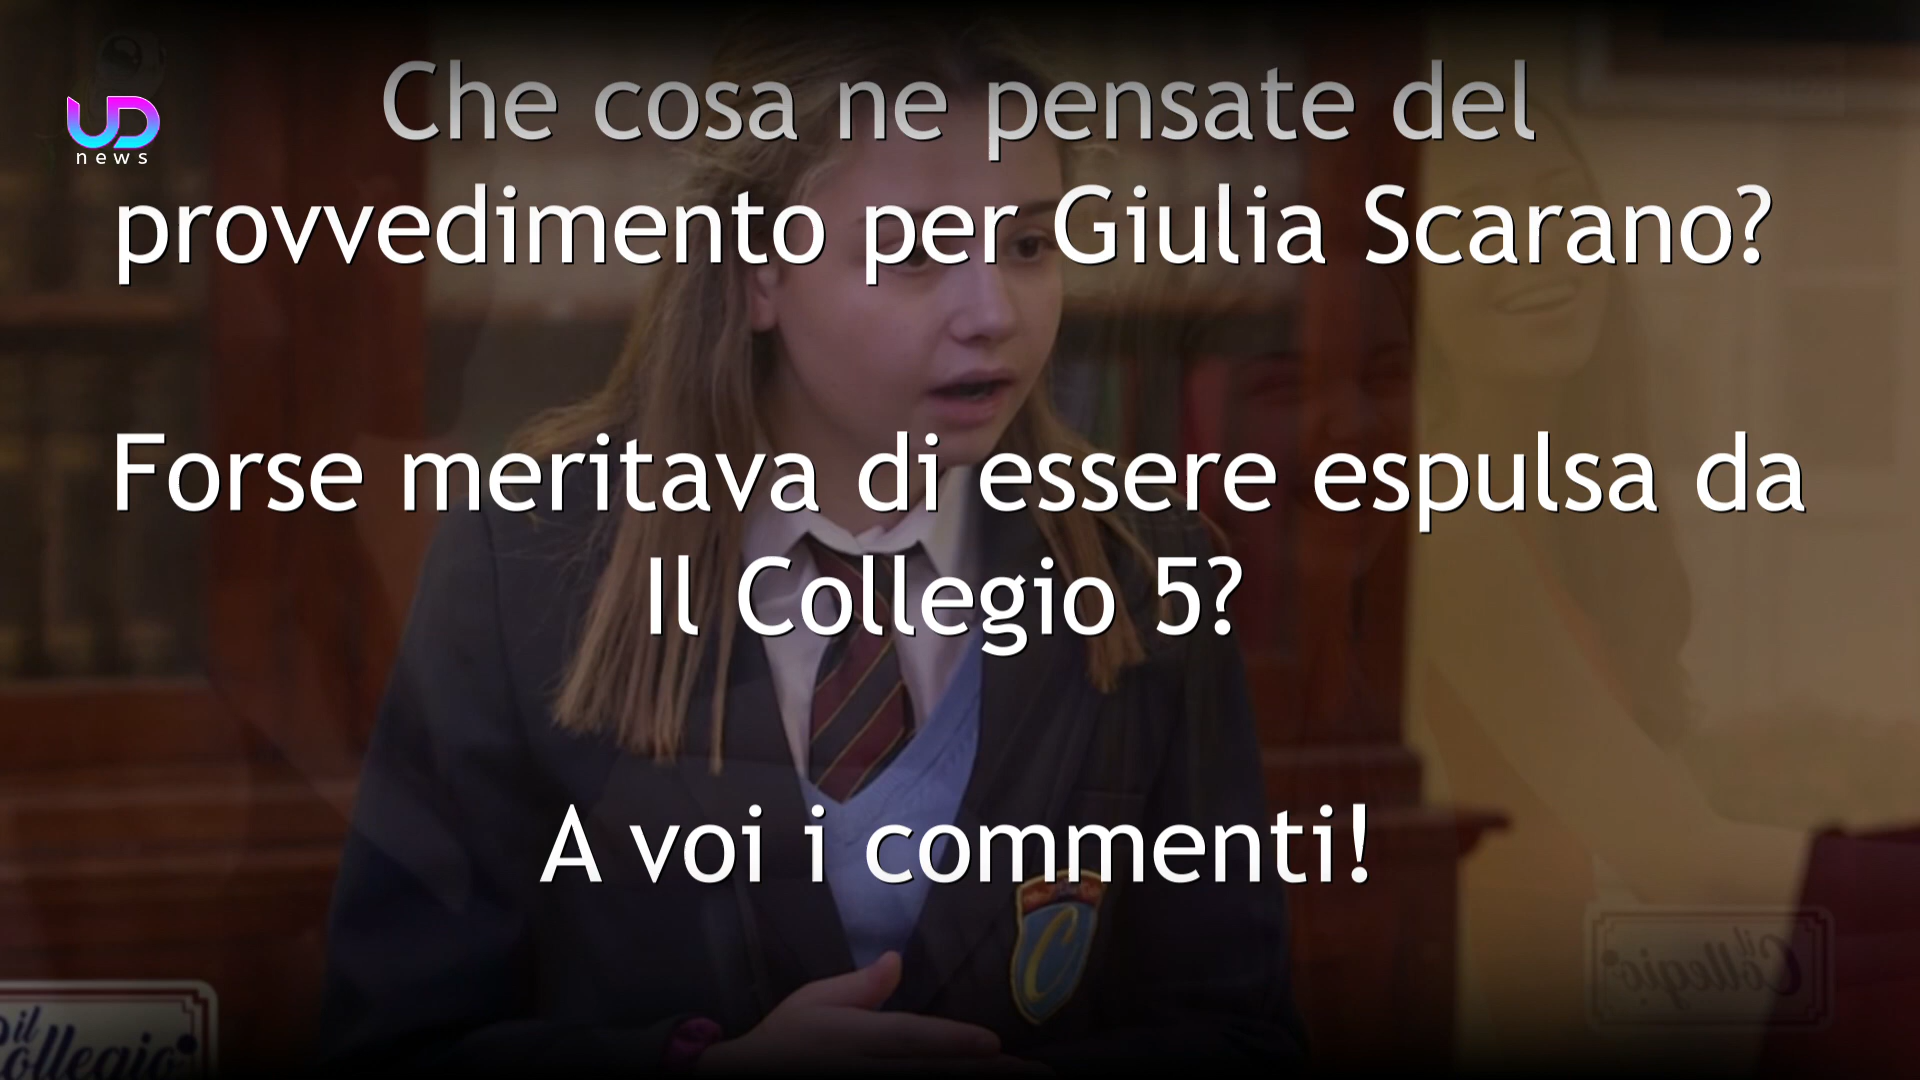 UD
news
Che cosa ne pensate del
provvedimento per Giulia Scarano?
Forse meritava di essere espulsa da
Il Collegio 5?
A voi i commenti!
il
Collegio
il
ollegio